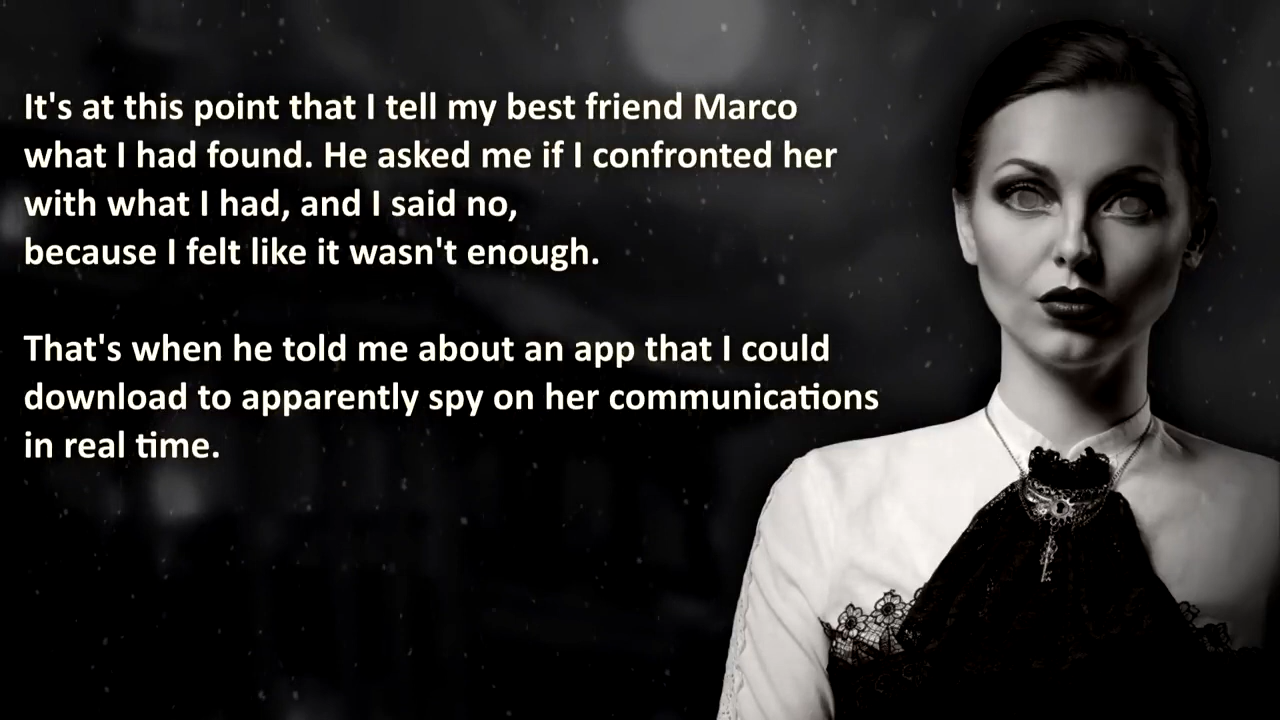 It's at this point that I tell my best friend Marco
what I had found. He asked me if I confronted her
with what I had, and I said no,
because I felt like it wasn't enough.
That's when he told me about an app that I could
download to apparently spy on her communications
in real time.